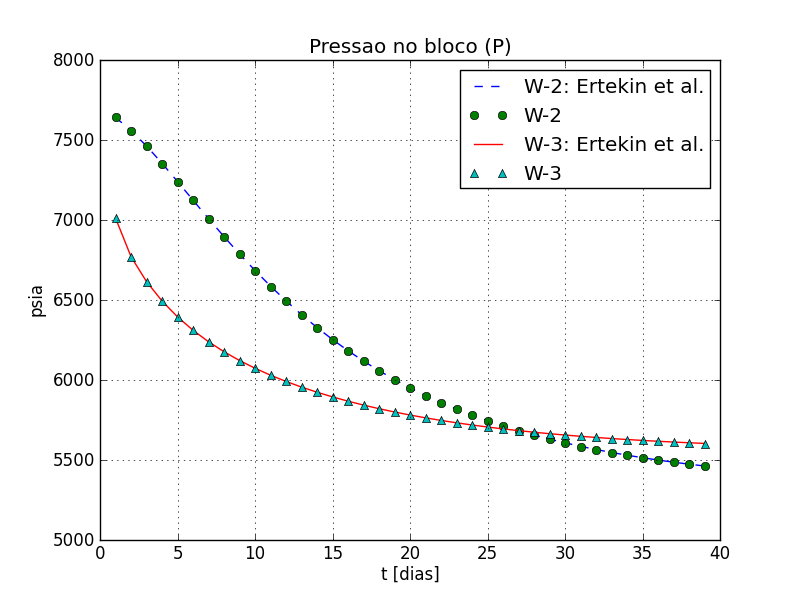 Pressao no bloco (P)
8000
7500
7000
6500
6000
5500
5000
psia
W-2: Ertekin et al.
W-2
W-3: Ertekin et al.
W-3
0 5 10 15 20 25 30 35 40
t [dias]